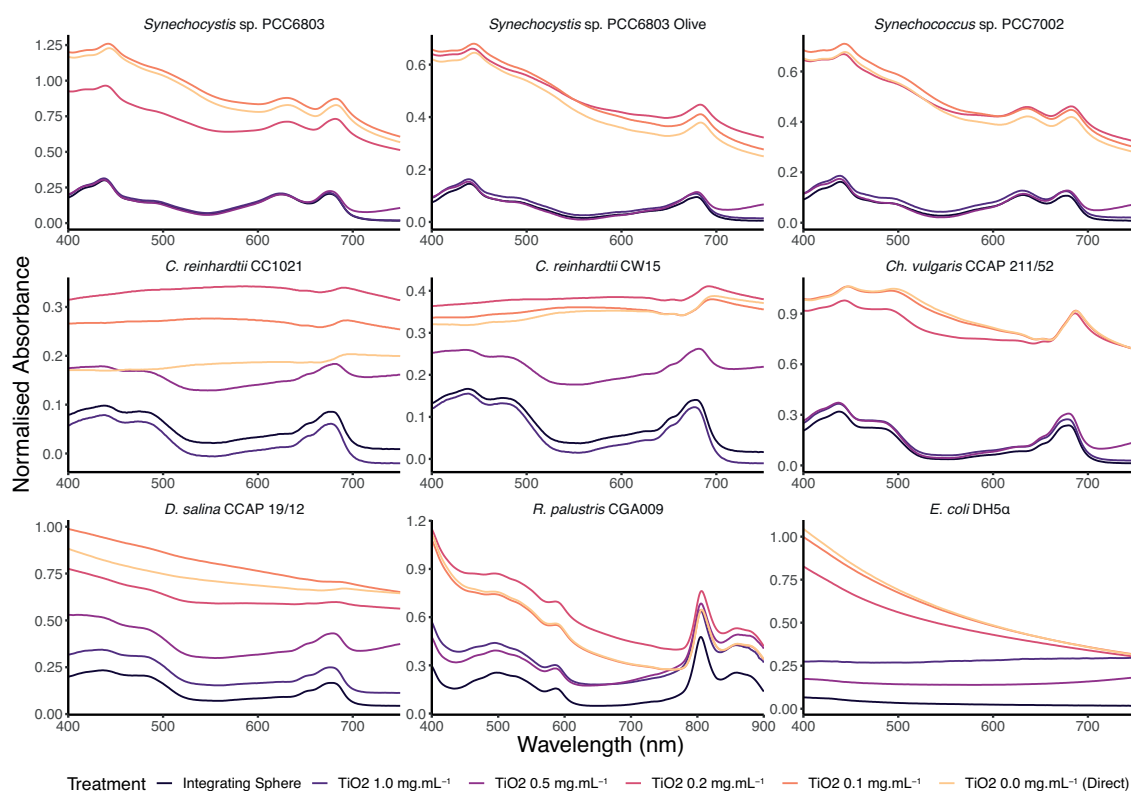 Synechocystis sp. PCC6803
Synechocystis sp. PCC6803 Olive
Synechococcus sp. PCC7002
1.25
1.00
0.75
0.50
0.25
0.00
400 500 600 700
0.6
0.4
0.2
0.0
400 500 600 700
0.6
0.4
0.2
0.0
400 500 600 700
C. reinhardtii CC1021
C. reinhardtii CW15
Ch. vulgaris CCAP 211/52
Normalised Absorbance
0.3
0.2
0.1
0.0
400 500 600 700
0.4
0.3
0.2
0.1
0.0
400 500 600 700
0.9
0.6
0.3
0.0
400 500 600 700
D. salina CCAP 19/12
R. palustris CGA009
E. coli DH5α
1.00
0.75
0.50
0.25
0.00
400 500 600 700
1.2
0.9
0.6
0.3
0.0
400 500 600 700 800 900
1.00
0.75
0.50
0.25
0.00
400 500 600 700
Wavelength (nm)
Treatment Integrating Sphere TiO2 1.0 mg.mL⁻¹ TiO2 0.5 mg.mL⁻¹ TiO2 0.2 mg.mL⁻¹ TiO2 0.1 mg.mL⁻¹ TiO2 0.0 mg.mL⁻¹ (Direct)